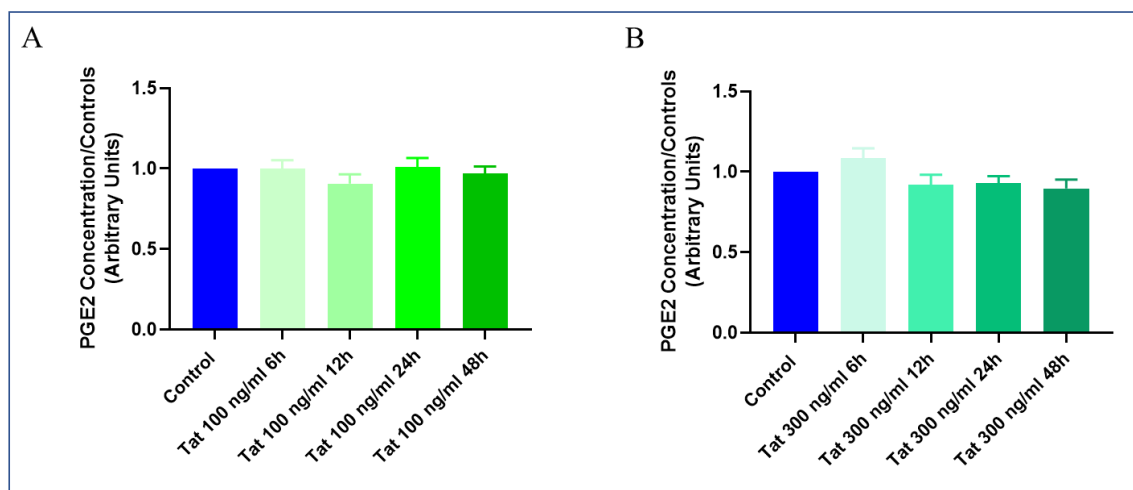 A
PGE2 Concentration/Controls
(Arbitrary Units)
1.5
1.0
0.5
0.0
Control
Tat 100 ng/ml 6h
Tat 100 ng/ml 12h
Tat 100 ng/ml 24h
Tat 100 ng/ml 48h
B
PGE2 Concentration/Controls
(Arbitrary Units)
1.5
1.0
0.5
0.0
Control
Tat 300 ng/ml 6h
Tat 300 ng/ml 12h
Tat 300 ng/ml 24h
Tat 300 ng/ml 48h